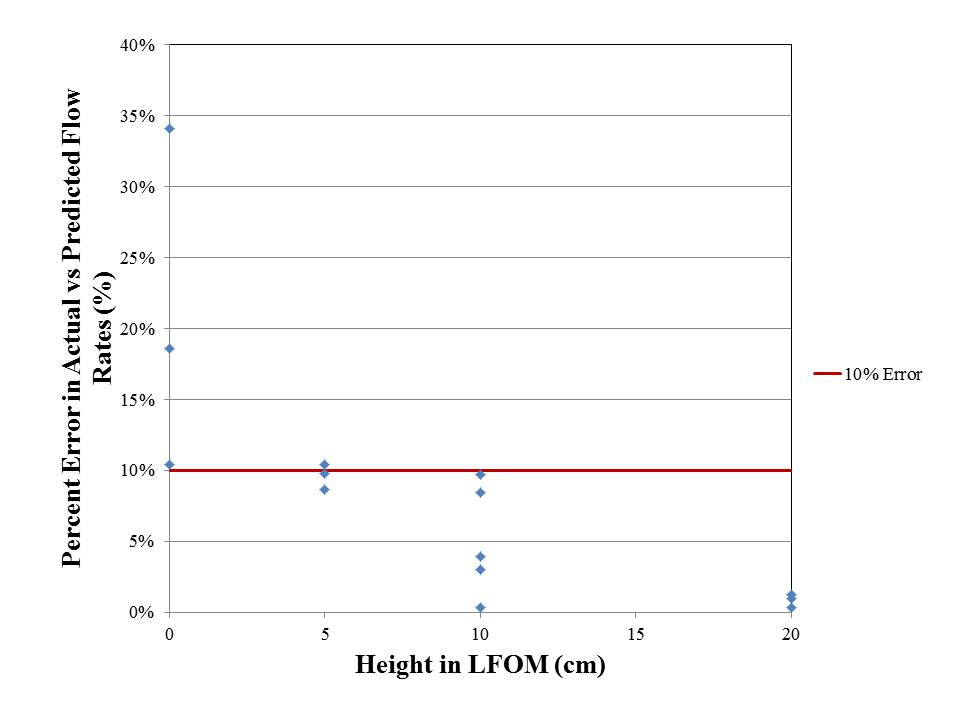 Percent Error in Actual vs Predicted Flow
Rates (%)
40%
35%
30%
25%
20%
15%
10%
5%
0%
0 5 10 15 20
Height in LFOM (cm)
10% Error